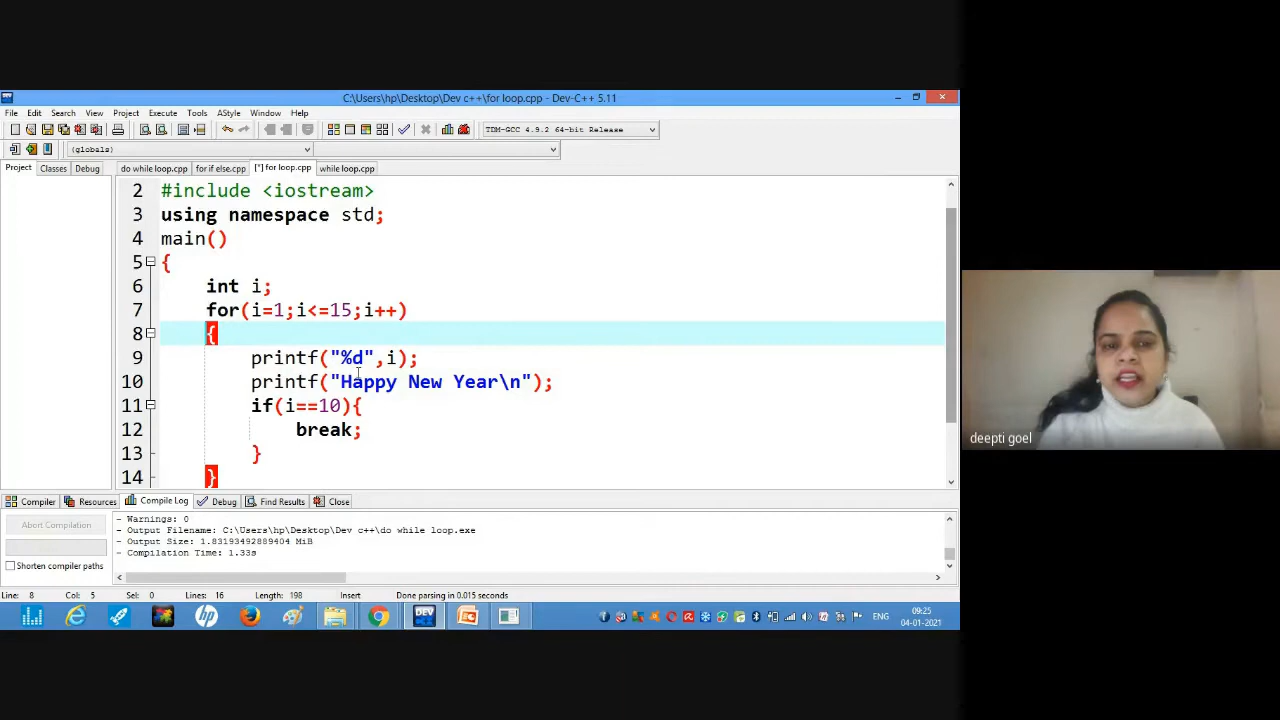 C:\Users\hp\Desktop\Dev c++\for loop.cpp - Dev-C++ 5.11
File Edit Search View Project Execute Tools AStyle Window Help
TDM-GCC 4.9.2 64-bit Release
(globals)
Project Classes Debug
do while loop.cpp for if else.cpp [*] for loop.cpp while loop.cpp
2 #include <iostream>
3 using namespace std;
4 main()
5 {
6 int i;
7 for(i=1;i<=15;i++)
8 {
9 printf("%d",i);
10 printf("Happy New Year\n");
11 if(i==10){
12 break;
13 }
14 }
deepti goel
Compiler Resources Compile Log Debug Find Results Close
Abort Compilation
Shorten compiler paths
- Warnings: 0
- Output Filename: C:\Users\hp\Desktop\Dev c++\do while loop.exe
- Output Size: 1.83193492889404 MiB
- Compilation Time: 1.33s
Line: 8 Col: 5 Sel: 0 Lines: 16 Length: 198 Insert Done parsing in 0.015 seconds
DEV
ENG
09:25
04-01-2021